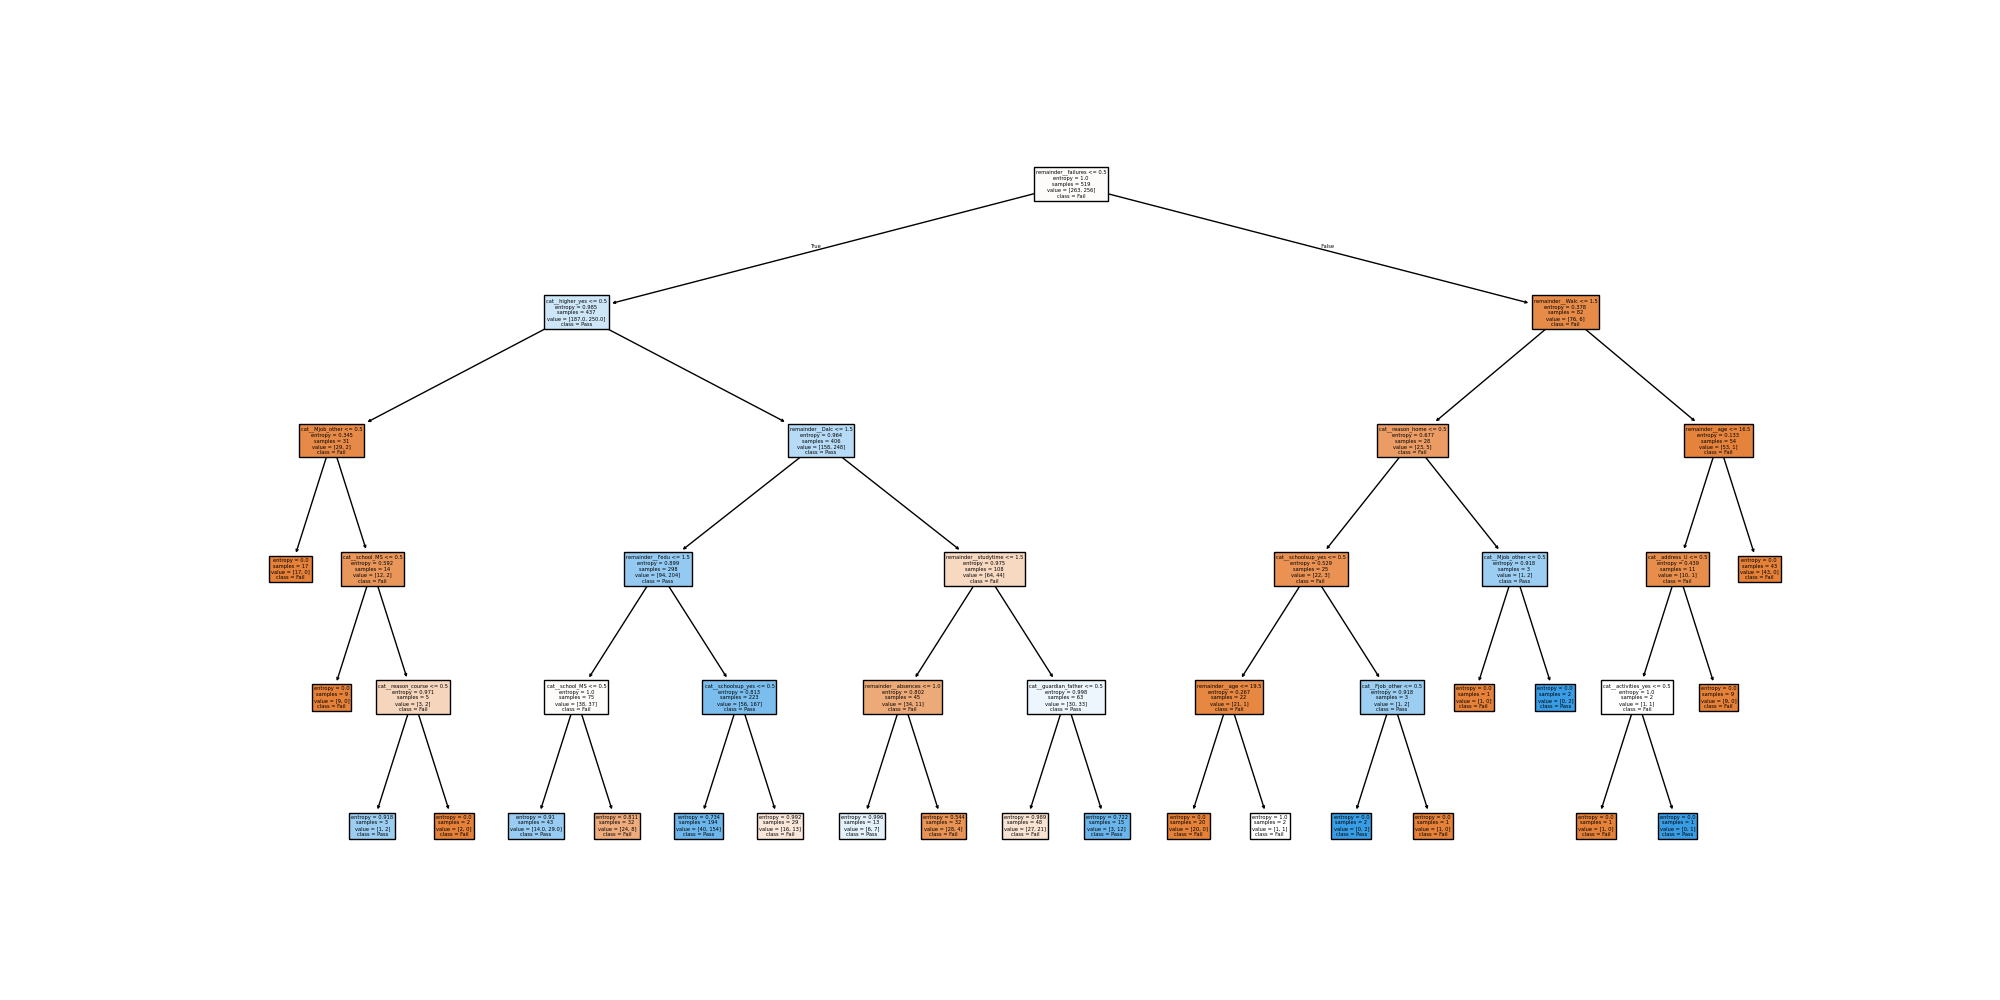 remainder__failures <= 0.5
entropy = 1.0
samples = 519
value = [263, 256]
class = Fail
True
False
cat__higher_yes <= 0.5
entropy = 0.985
samples = 437
value = [187.0, 250.0]
class = Pass
remainder__Walc <= 1.5
entropy = 0.378
samples = 82
value = [76, 6]
class = Fail
cat__Mjob_other <= 0.5
entropy = 0.345
samples = 31
value = [29, 2]
class = Fail
remainder__Dalc <= 1.5
entropy = 0.964
samples = 406
value = [158, 248]
class = Pass
cat__reason_home <= 0.5
entropy = 0.677
samples = 28
value = [23, 5]
class = Fail
remainder__age <= 16.5
entropy = 0.133
samples = 54
value = [53, 1]
class = Fail
entropy = 0.0
samples = 17
value = [17, 0]
class = Fail
cat__school_MS <= 0.5
entropy = 0.592
samples = 14
value = [12, 2]
class = Fail
remainder__Fedu <= 1.5
entropy = 0.899
samples = 298
value = [94, 204]
class = Pass
remainder__studytime <= 1.5
entropy = 0.975
samples = 108
value = [64, 44]
class = Fail
cat__schoolsup_yes <= 0.5
entropy = 0.529
samples = 25
value = [22, 3]
class = Fail
cat__Mjob_other <= 0.5
entropy = 0.918
samples = 3
value = [1, 2]
class = Pass
cat__address_U <= 0.5
entropy = 0.439
samples = 11
value = [10, 1]
class = Fail
entropy = 0.0
samples = 43
value = [43, 0]
class = Fail
entropy = 0.0
samples = 9
value = [9, 0]
class = Fail
cat__reason_course <= 0.5
entropy = 0.971
samples = 5
value = [3, 2]
class = Fail
cat__school_MS <= 0.5
entropy = 1.0
samples = 75
value = [38, 37]
class = Fail
cat__schoolsup_yes <= 0.5
entropy = 0.813
samples = 223
value = [56, 167]
class = Pass
remainder__absences <= 1.0
entropy = 0.802
samples = 45
value = [34, 11]
class = Fail
cat__guardian_father <= 0.5
entropy = 0.998
samples = 63
value = [30, 33]
class = Pass
remainder__age <= 19.5
entropy = 0.267
samples = 22
value = [21, 1]
class = Fail
cat__Fjob_other <= 0.5
entropy = 0.918
samples = 3
value = [1, 2]
class = Pass
entropy = 0.0
samples = 1
value = [1, 0]
class = Fail
entropy = 0.0
samples = 2
value = [0, 2]
class = Pass
cat__activities_yes <= 0.5
entropy = 1.0
samples = 2
value = [1, 1]
class = Fail
entropy = 0.0
samples = 9
value = [9, 0]
class = Fail
entropy = 0.918
samples = 3
value = [1, 2]
class = Pass
entropy = 0.0
samples = 2
value = [2, 0]
class = Fail
entropy = 0.91
samples = 43
value = [14.0, 29.0]
class = Pass
entropy = 0.811
samples = 32
value = [24, 8]
class = Fail
entropy = 0.734
samples = 194
value = [40, 154]
class = Pass
entropy = 0.992
samples = 29
value = [16, 13]
class = Fail
entropy = 0.996
samples = 13
value = [6, 7]
class = Pass
entropy = 0.544
samples = 32
value = [28, 4]
class = Fail
entropy = 0.989
samples = 48
value = [27, 21]
class = Fail
entropy = 0.722
samples = 15
value = [3, 12]
class = Pass
entropy = 0.0
samples = 20
value = [20, 0]
class = Fail
entropy = 1.0
samples = 2
value = [1, 1]
class = Fail
entropy = 0.0
samples = 2
value = [0, 2]
class = Pass
entropy = 0.0
samples = 1
value = [1, 0]
class = Fail
entropy = 0.0
samples = 1
value = [1, 0]
class = Fail
entropy = 0.0
samples = 1
value = [0, 1]
class = Pass